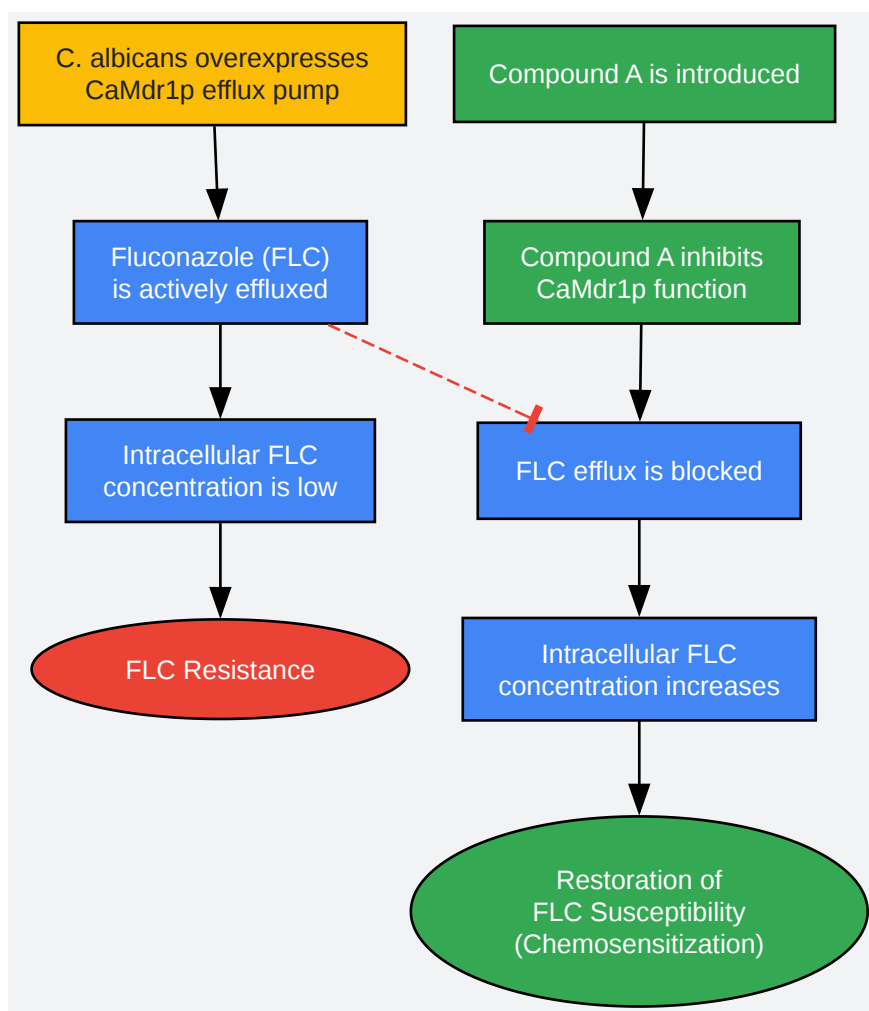 C. albicans overexpresses
CaMdr1p efflux pump
Fluconazole (FLC)
is actively effluxed
Intracellular FLC
concentration is low
FLC Resistance
Compound A is introduced
Compound A inhibits
CaMdr1p function
FLC efflux is blocked
Intracellular FLC
concentration increases
Restoration of
FLC Susceptibility
(Chemosensitization)